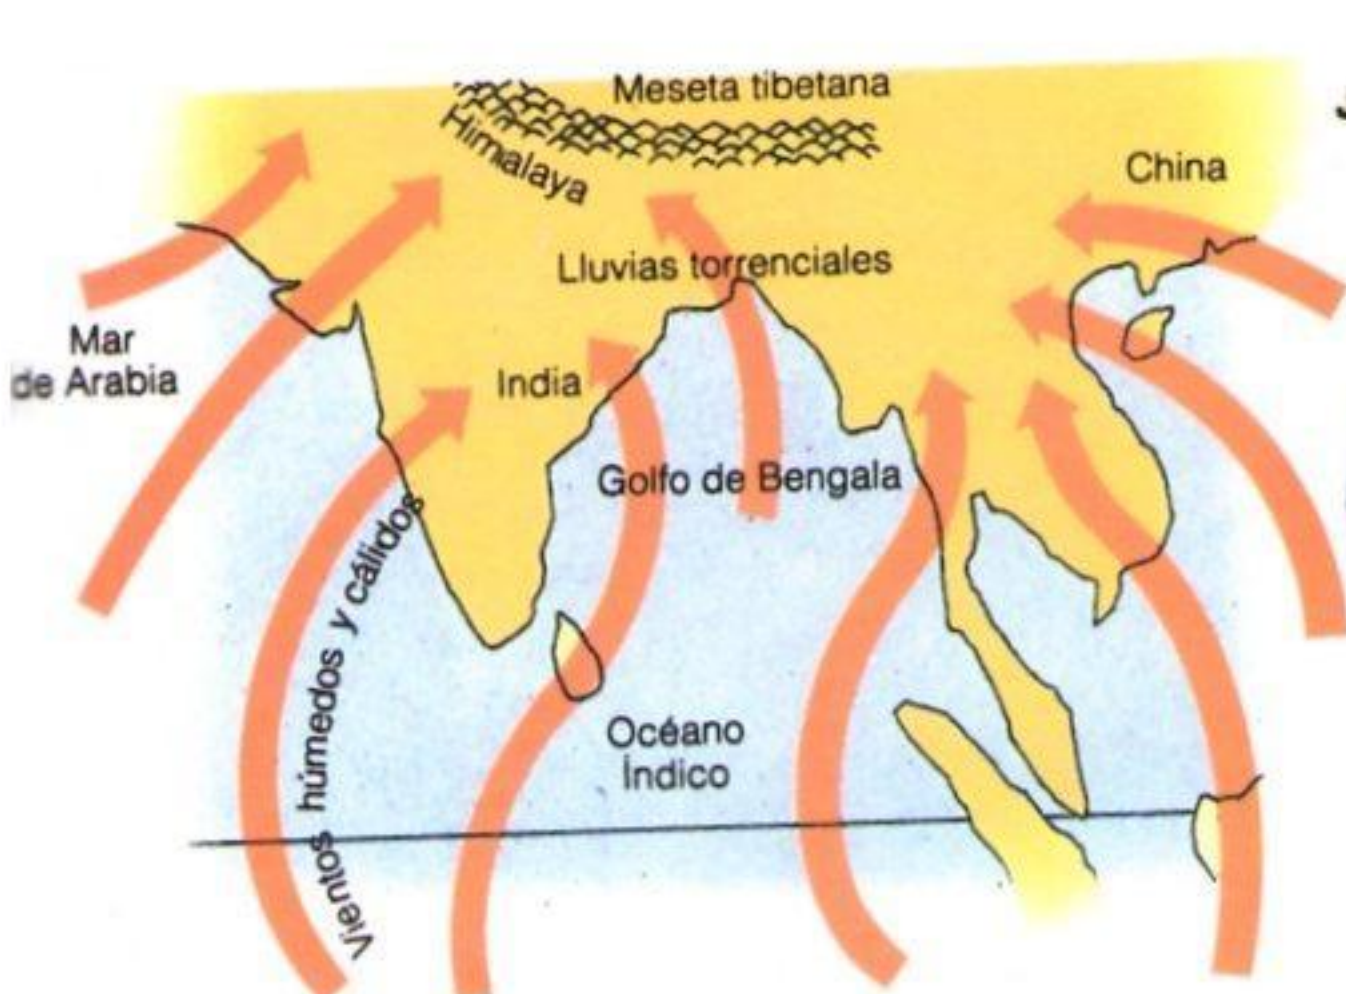 Meseta tibetana
Himalaya
China
Lluvias torrenciales
Mar
de Arabia
India
Golfo de Bengala
Vientos húmedos y cálidos
Océano
Índico